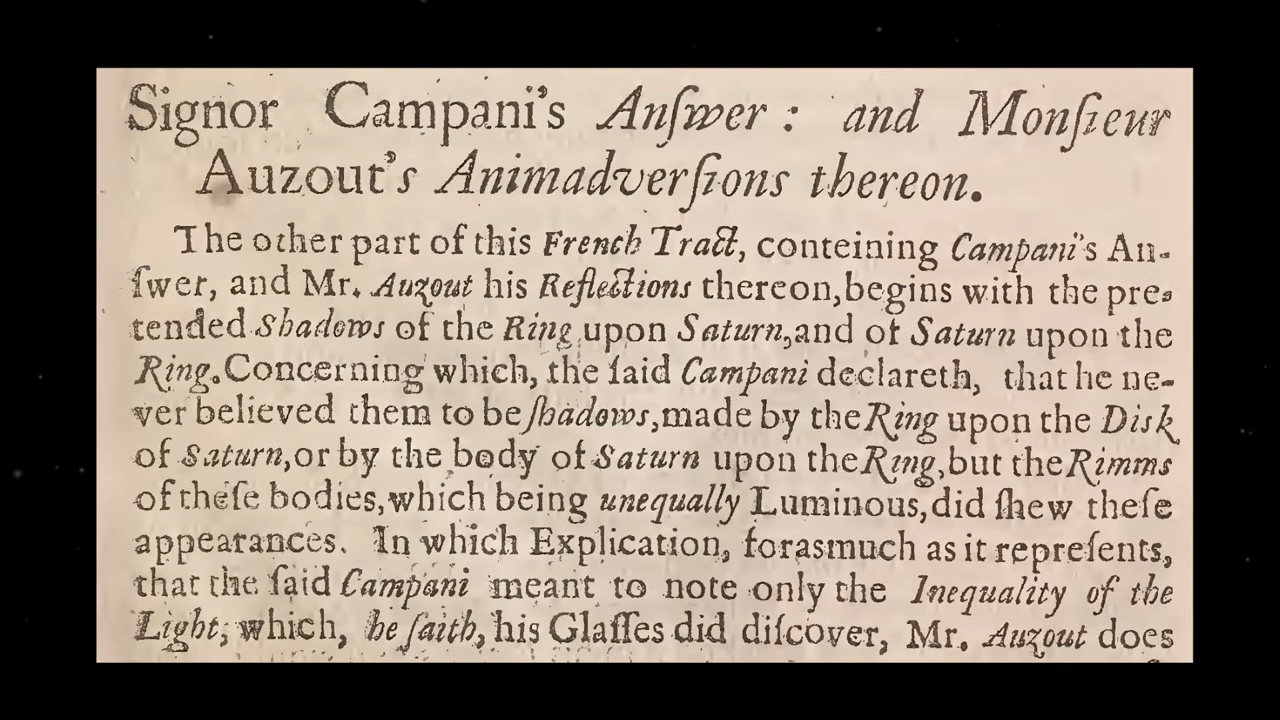 Signor Campani's Anſwer : and Monſieur
Auzout's Animadverſions thereon.
The other part of this French Tract, conteining Campani's An-
ſwer, and Mr. Auzout his Reflections thereon, begins with the pre-
tended Shadows of the Ring upon Saturn, and of Saturn upon the
Ring. Concerning which, the ſaid Campani declareth, that he ne-
ver believed them to be ſhadows, made by the Ring upon the Disk
of Saturn, or by the body of Saturn upon the Ring, but the Rimms
of theſe bodies, which being unequally Luminous, did ſhew theſe
appearances. In which Explication, forasmuch as it repreſents,
that the ſaid Campani meant to note only the Inequality of the
Light, which, he ſaith, his Glaſſes did diſcover, Mr. Auzout does